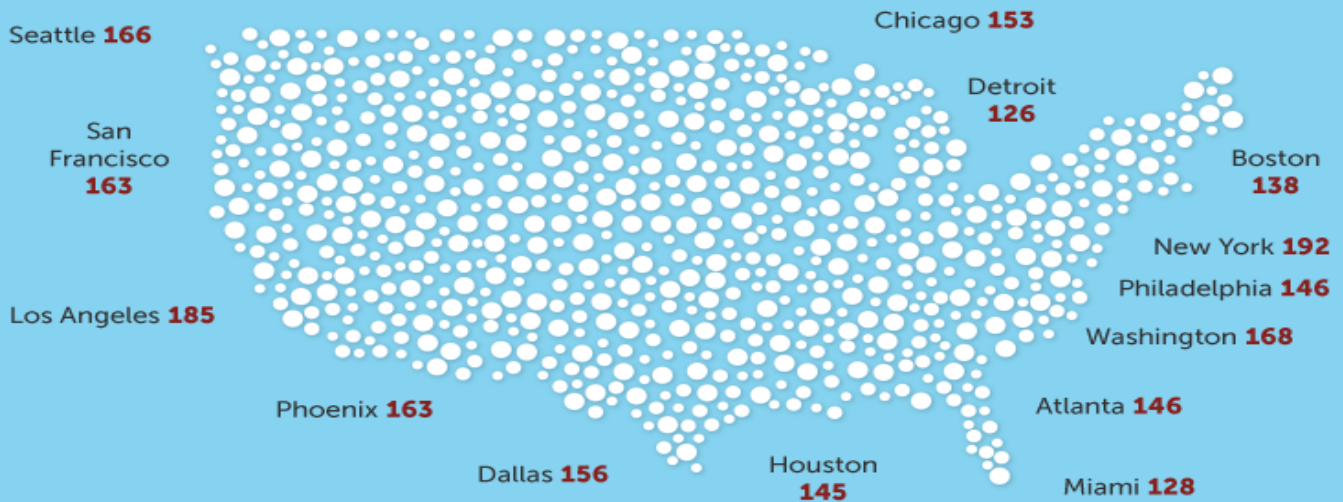 Chicago 153
Seattle 166
Detroit
126
San
Francisco
163
Boston
138
New York 192
Philadelphia 146
Los Angeles 185
Washington 168
Phoenix 163
Atlanta 146
Dallas 156
Houston
145
Miami 128